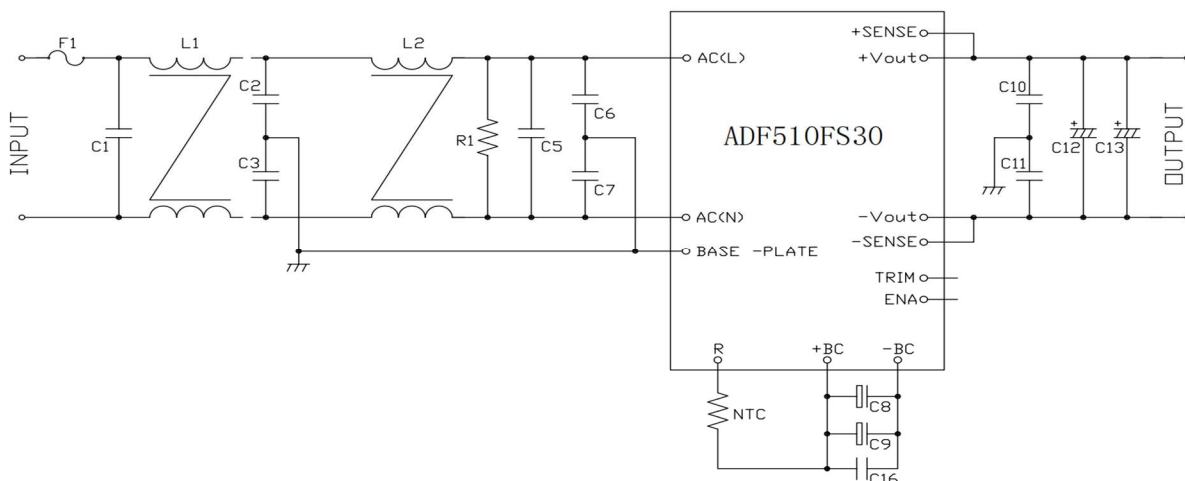 F1
L1
L2
C1
C2
C3
R1
C5
C6
C7
INPUT
AC(L)
AC(N)
BASE -PLATE
ADF510FS30
+SENSE
+Vout
-Vout
-SENSE
TRIM
ENA
C10
C11
+
C12
+
C13
OUTPUT
R
+BC
-BC
NTC
C8
C9
C16